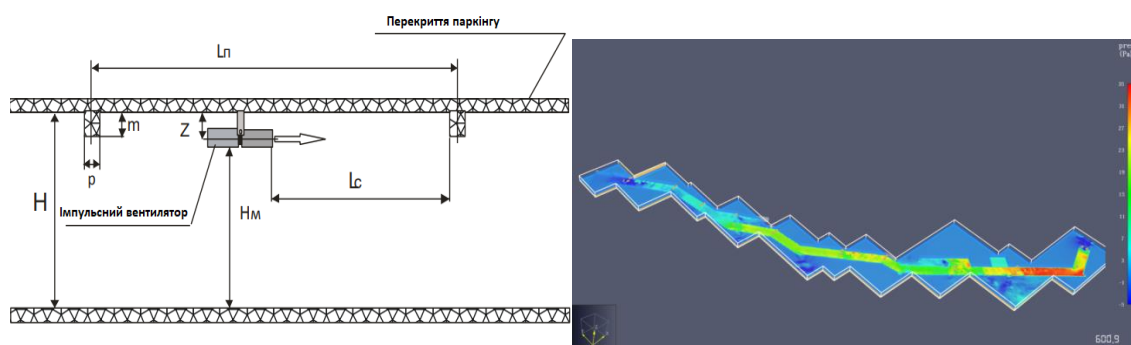 Перекриття паркінгу
Lп
m
Z
p
Lc
H
Імпульсний вентилятор
Hм
600,9